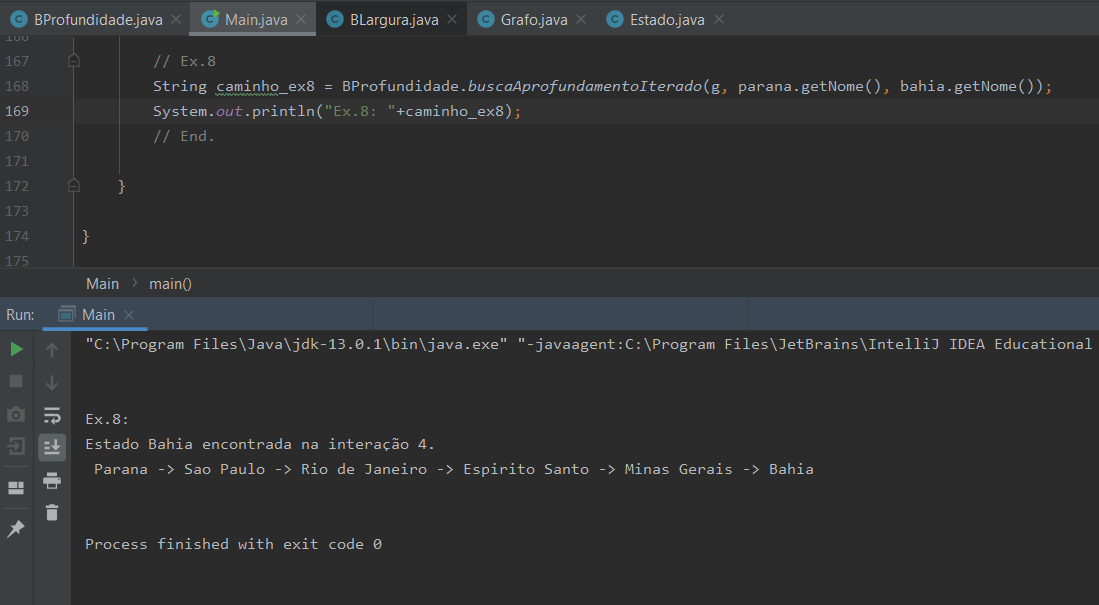 BProfundidade.java Main.java BLargura.java Grafo.java Estado.java
166
167 // Ex.8
168 String caminho_ex8 = BProfundidade.buscaAprofundamentoIterado(g, parana.getNome(), bahia.getNome());
169 System.out.println("Ex.8: "+caminho_ex8);
170 // End.
171
172 }
173
174 }
175
Main main()
Run: Main
"C:\Program Files\Java\jdk-13.0.1\bin\java.exe" "-javaagent:C:\Program Files\JetBrains\IntelliJ IDEA Educational
Ex.8:
Estado Bahia encontrada na interação 4.
Parana -> Sao Paulo -> Rio de Janeiro -> Espirito Santo -> Minas Gerais -> Bahia
Process finished with exit code 0